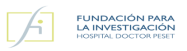 FUNDACIÓN PARA
LA INVESTIGACIÓN
HOSPITAL DOCTOR PESET